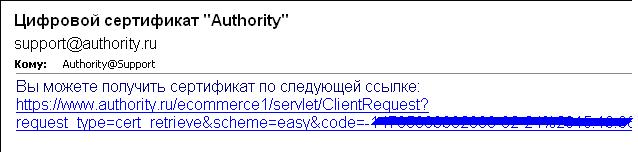 Цифровой сертификат "Authority"
support@authority.ru
Кому: Authority@Support
Вы можете получить сертификат по следующей ссылке:
https://www.authority.ru/ecommerce1/servlet/ClientRequest?
request_type=cert_retrieve&scheme=easy&code=-